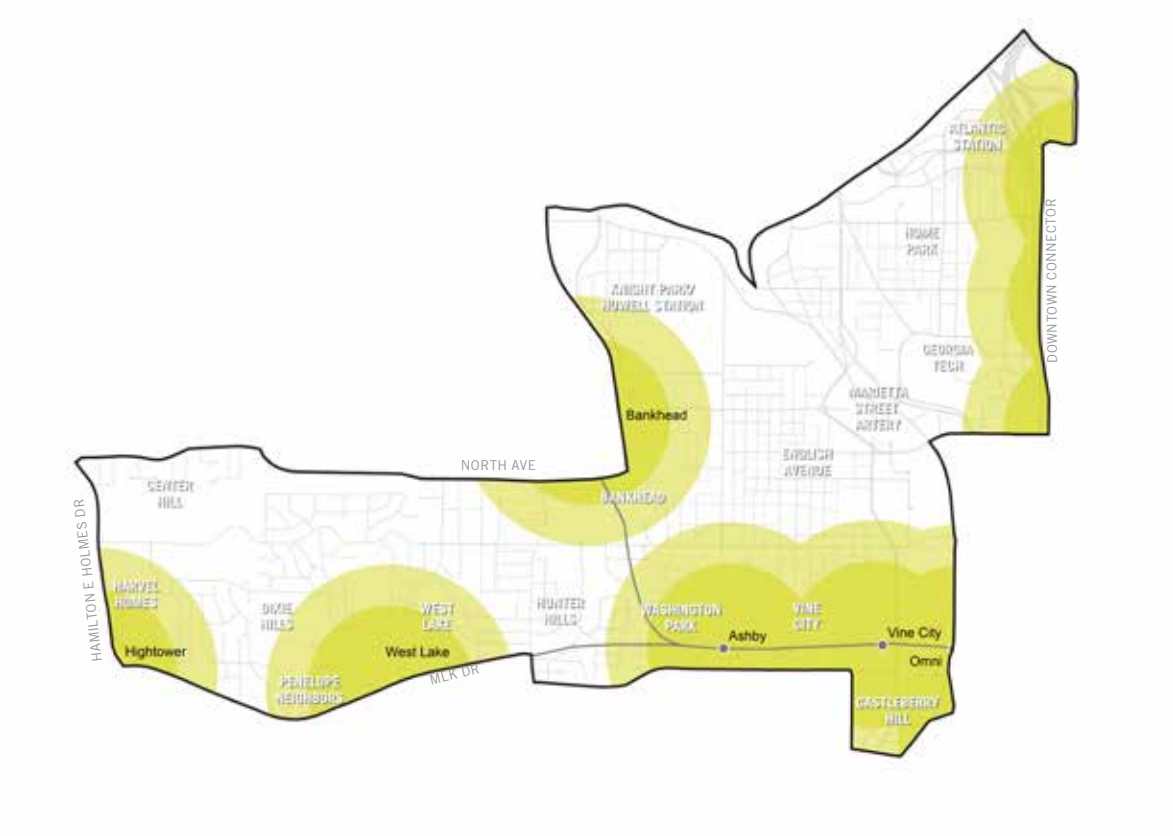 ATLANTIC
STATION
DOWNTOWN CONNECTOR
HOME
PARK
KNIGHT PARK/
HOWELL STATION
GEORGIA
TECH
MARIETTA
STREET
ARTERY
Bankhead
ENGLISH
AVENUE
NORTH AVE
BANKHEAD
CENTER
HILL
HAMILTON E HOLMES DR
HARVEL
HOMES
DIXIE
HILLS
WEST
LAKE
HUNTER
HILLS
WASHINGTON
PARK
VINE
CITY
Ashby
Vine City
Omni
Hightower
West Lake
MLK DR
PENELOPE
NEIGHBORS
CASTLEBERRY
HILL